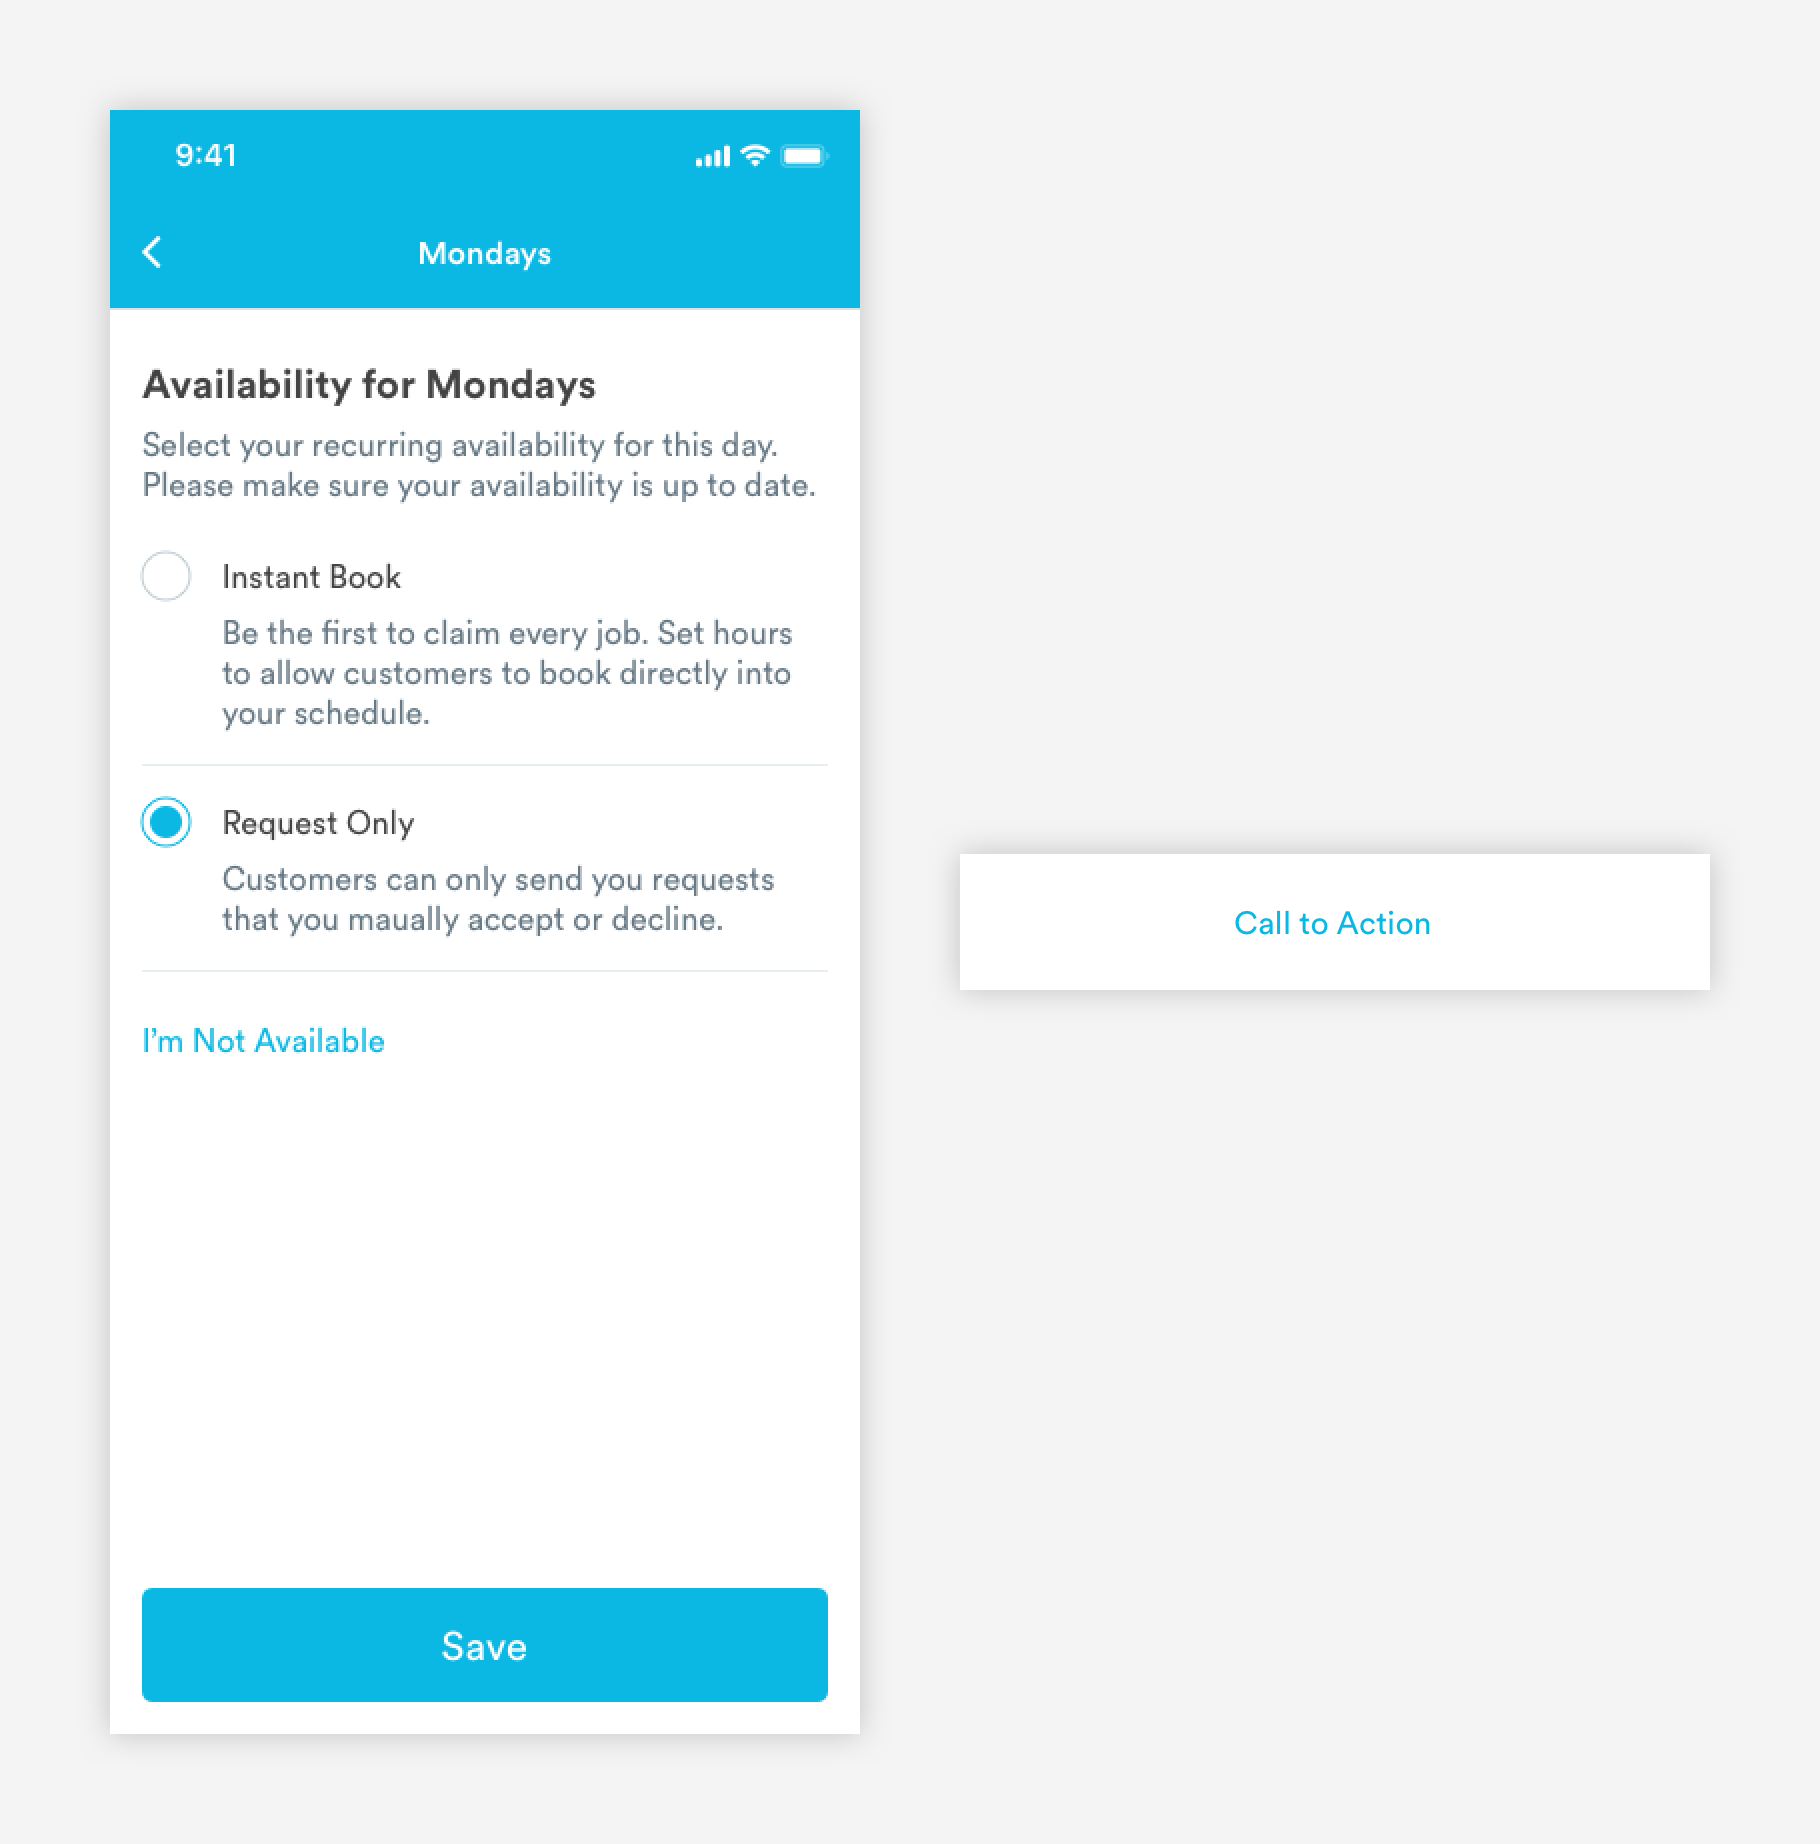 9:41
Mondays
Availability for Mondays
Select your recurring availability for this day.
Please make sure your availability is up to date.
Instant Book
Be the first to claim every job. Set hours
to allow customers to book directly into
your schedule.
Request Only
Customers can only send you requests
that you maually accept or decline.
Call to Action
I’m Not Available
Save